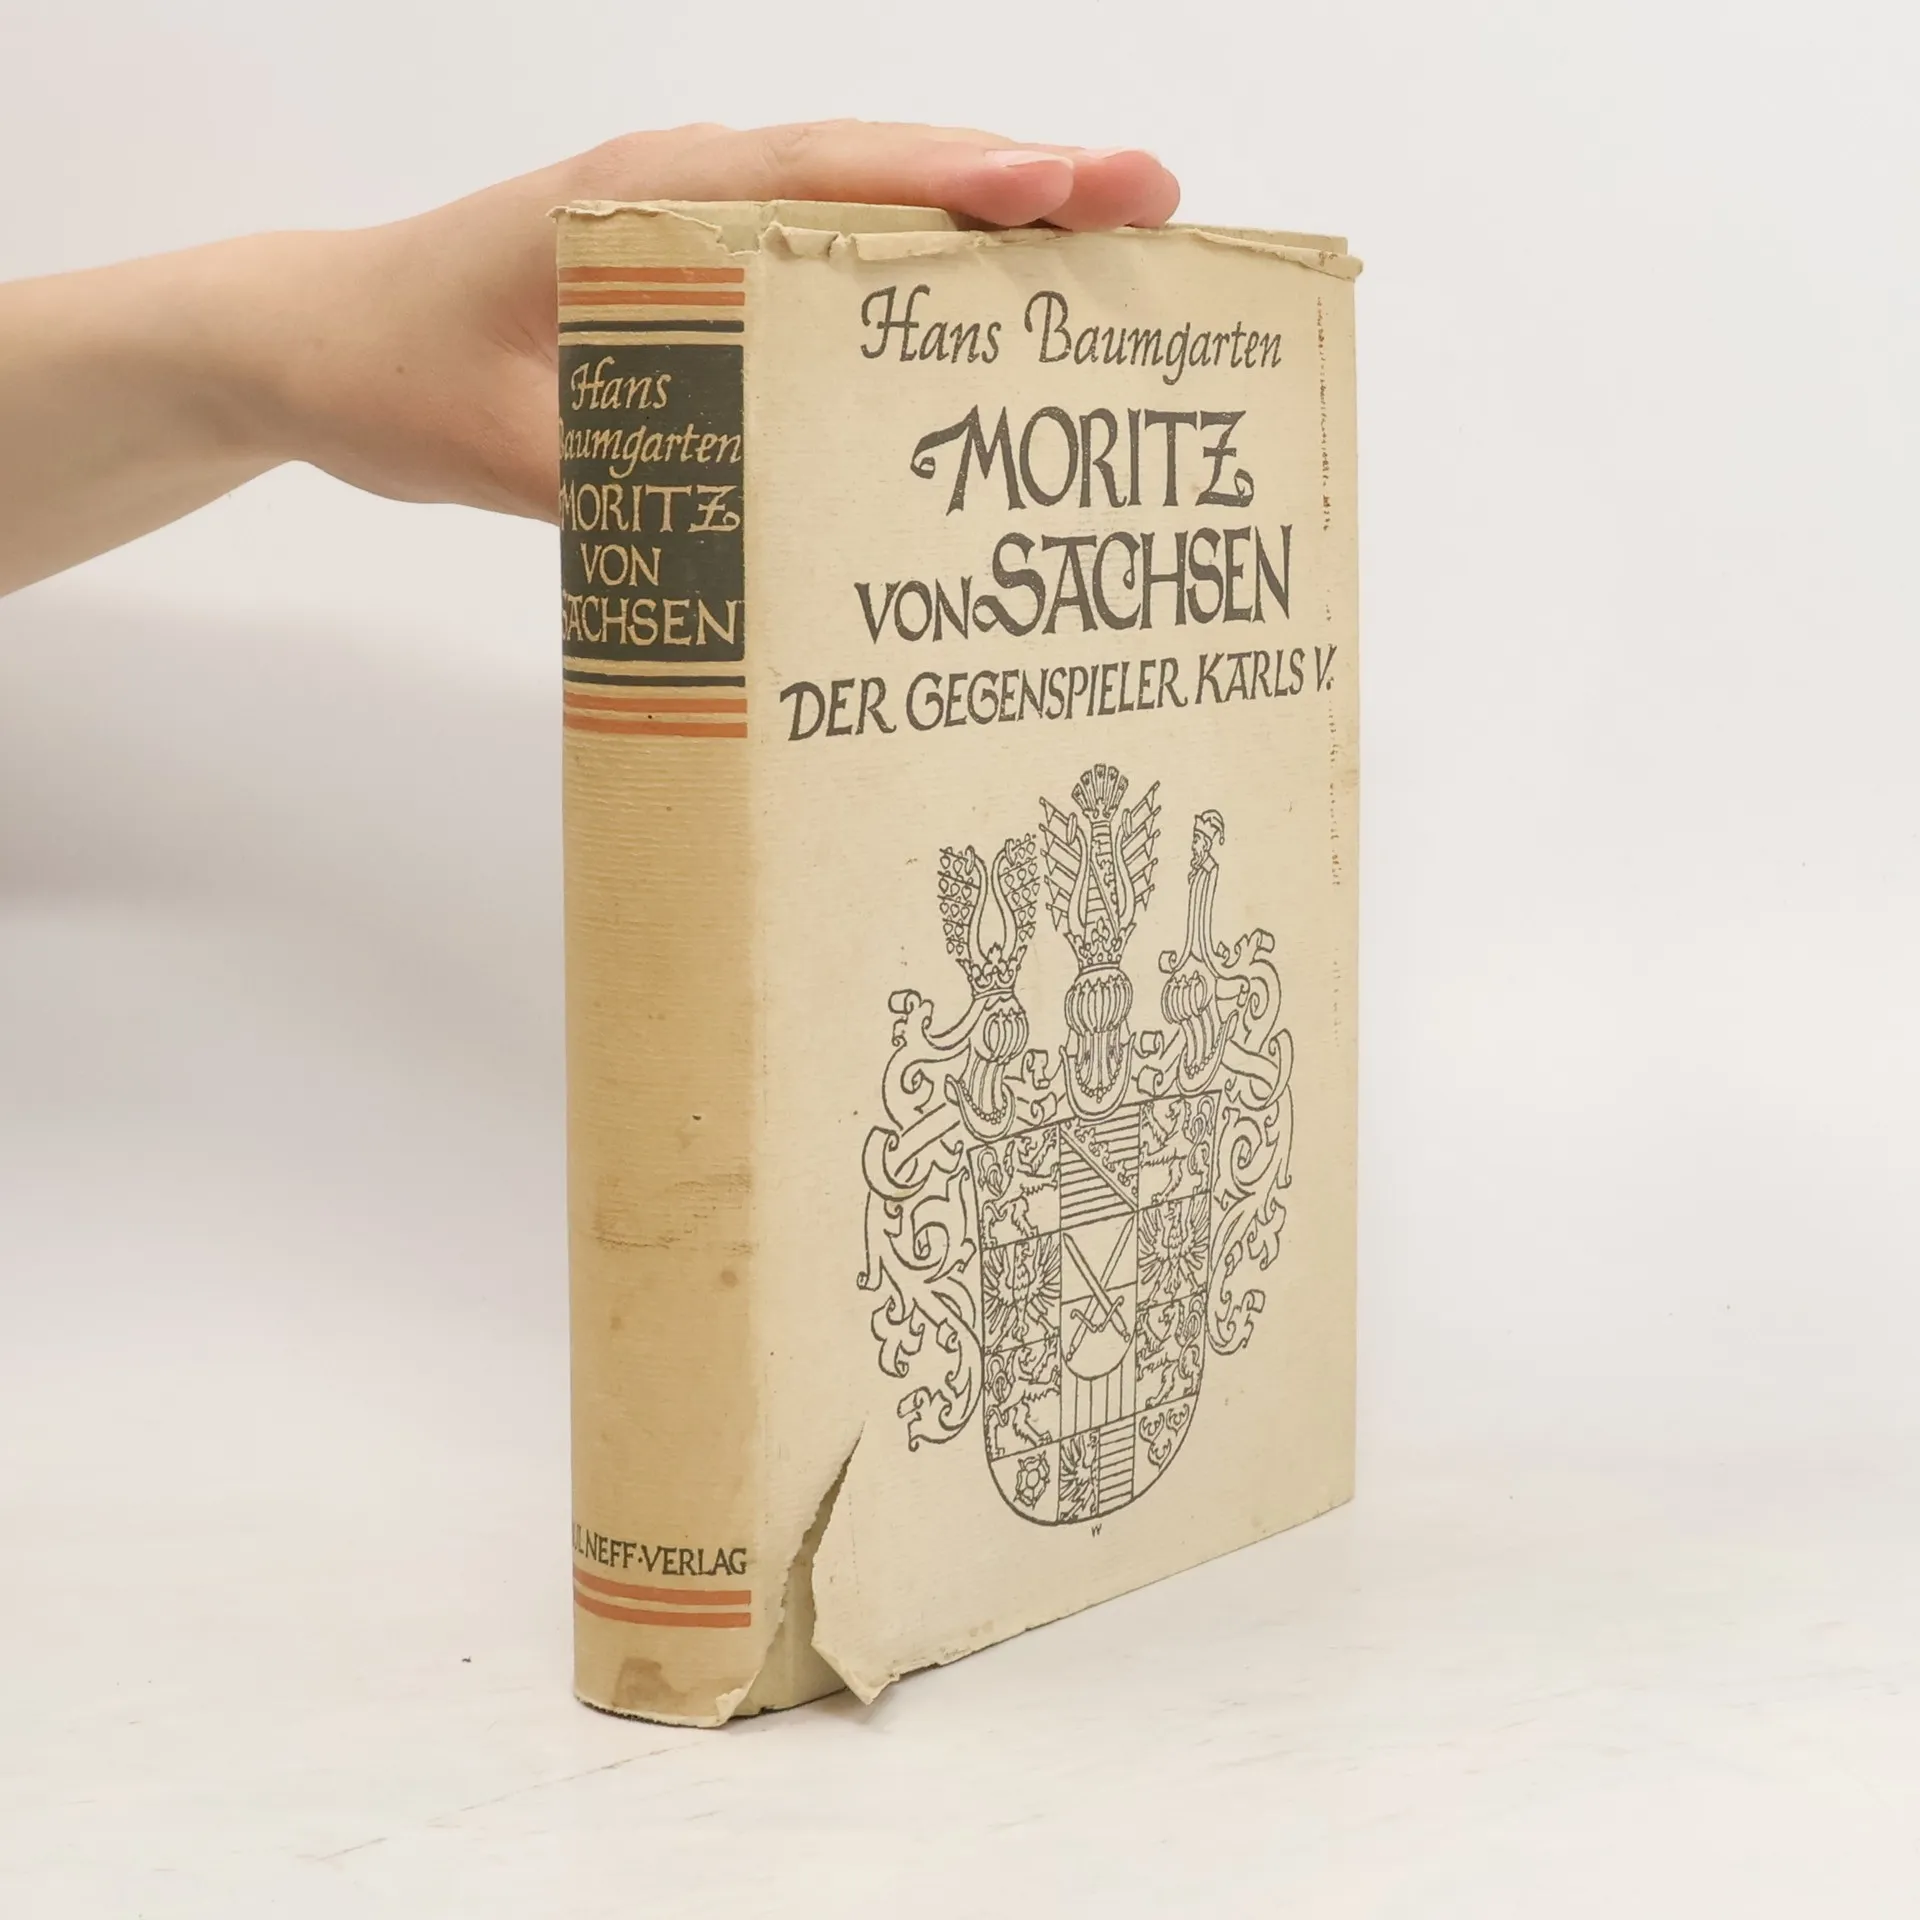 Hans
Baumgarten
MORITZ
VON
SACHSEN
NEFF·VERLAG
Hans Baumgarten
MORITZ
VON SACHSEN
DER GEGENSPIELER KARLS V.
W